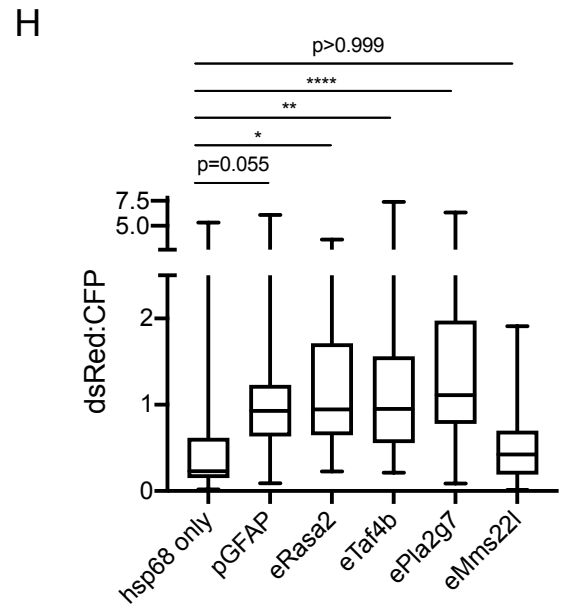 H
p>0.999
****
**
*
p=0.055
7.5
5.0
2
1
0
dsRed:CFP
hsp68 only
pGFAP
eRasa2
eTaf4b
ePla2g7
eMms22l